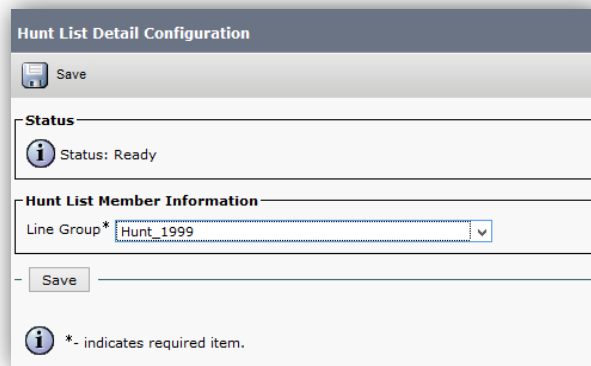 Hunt List Detail Configuration
Save
Status
i Status: Ready
Hunt List Member Information
Line Group* Hunt_1999
Save
i *- indicates required item.